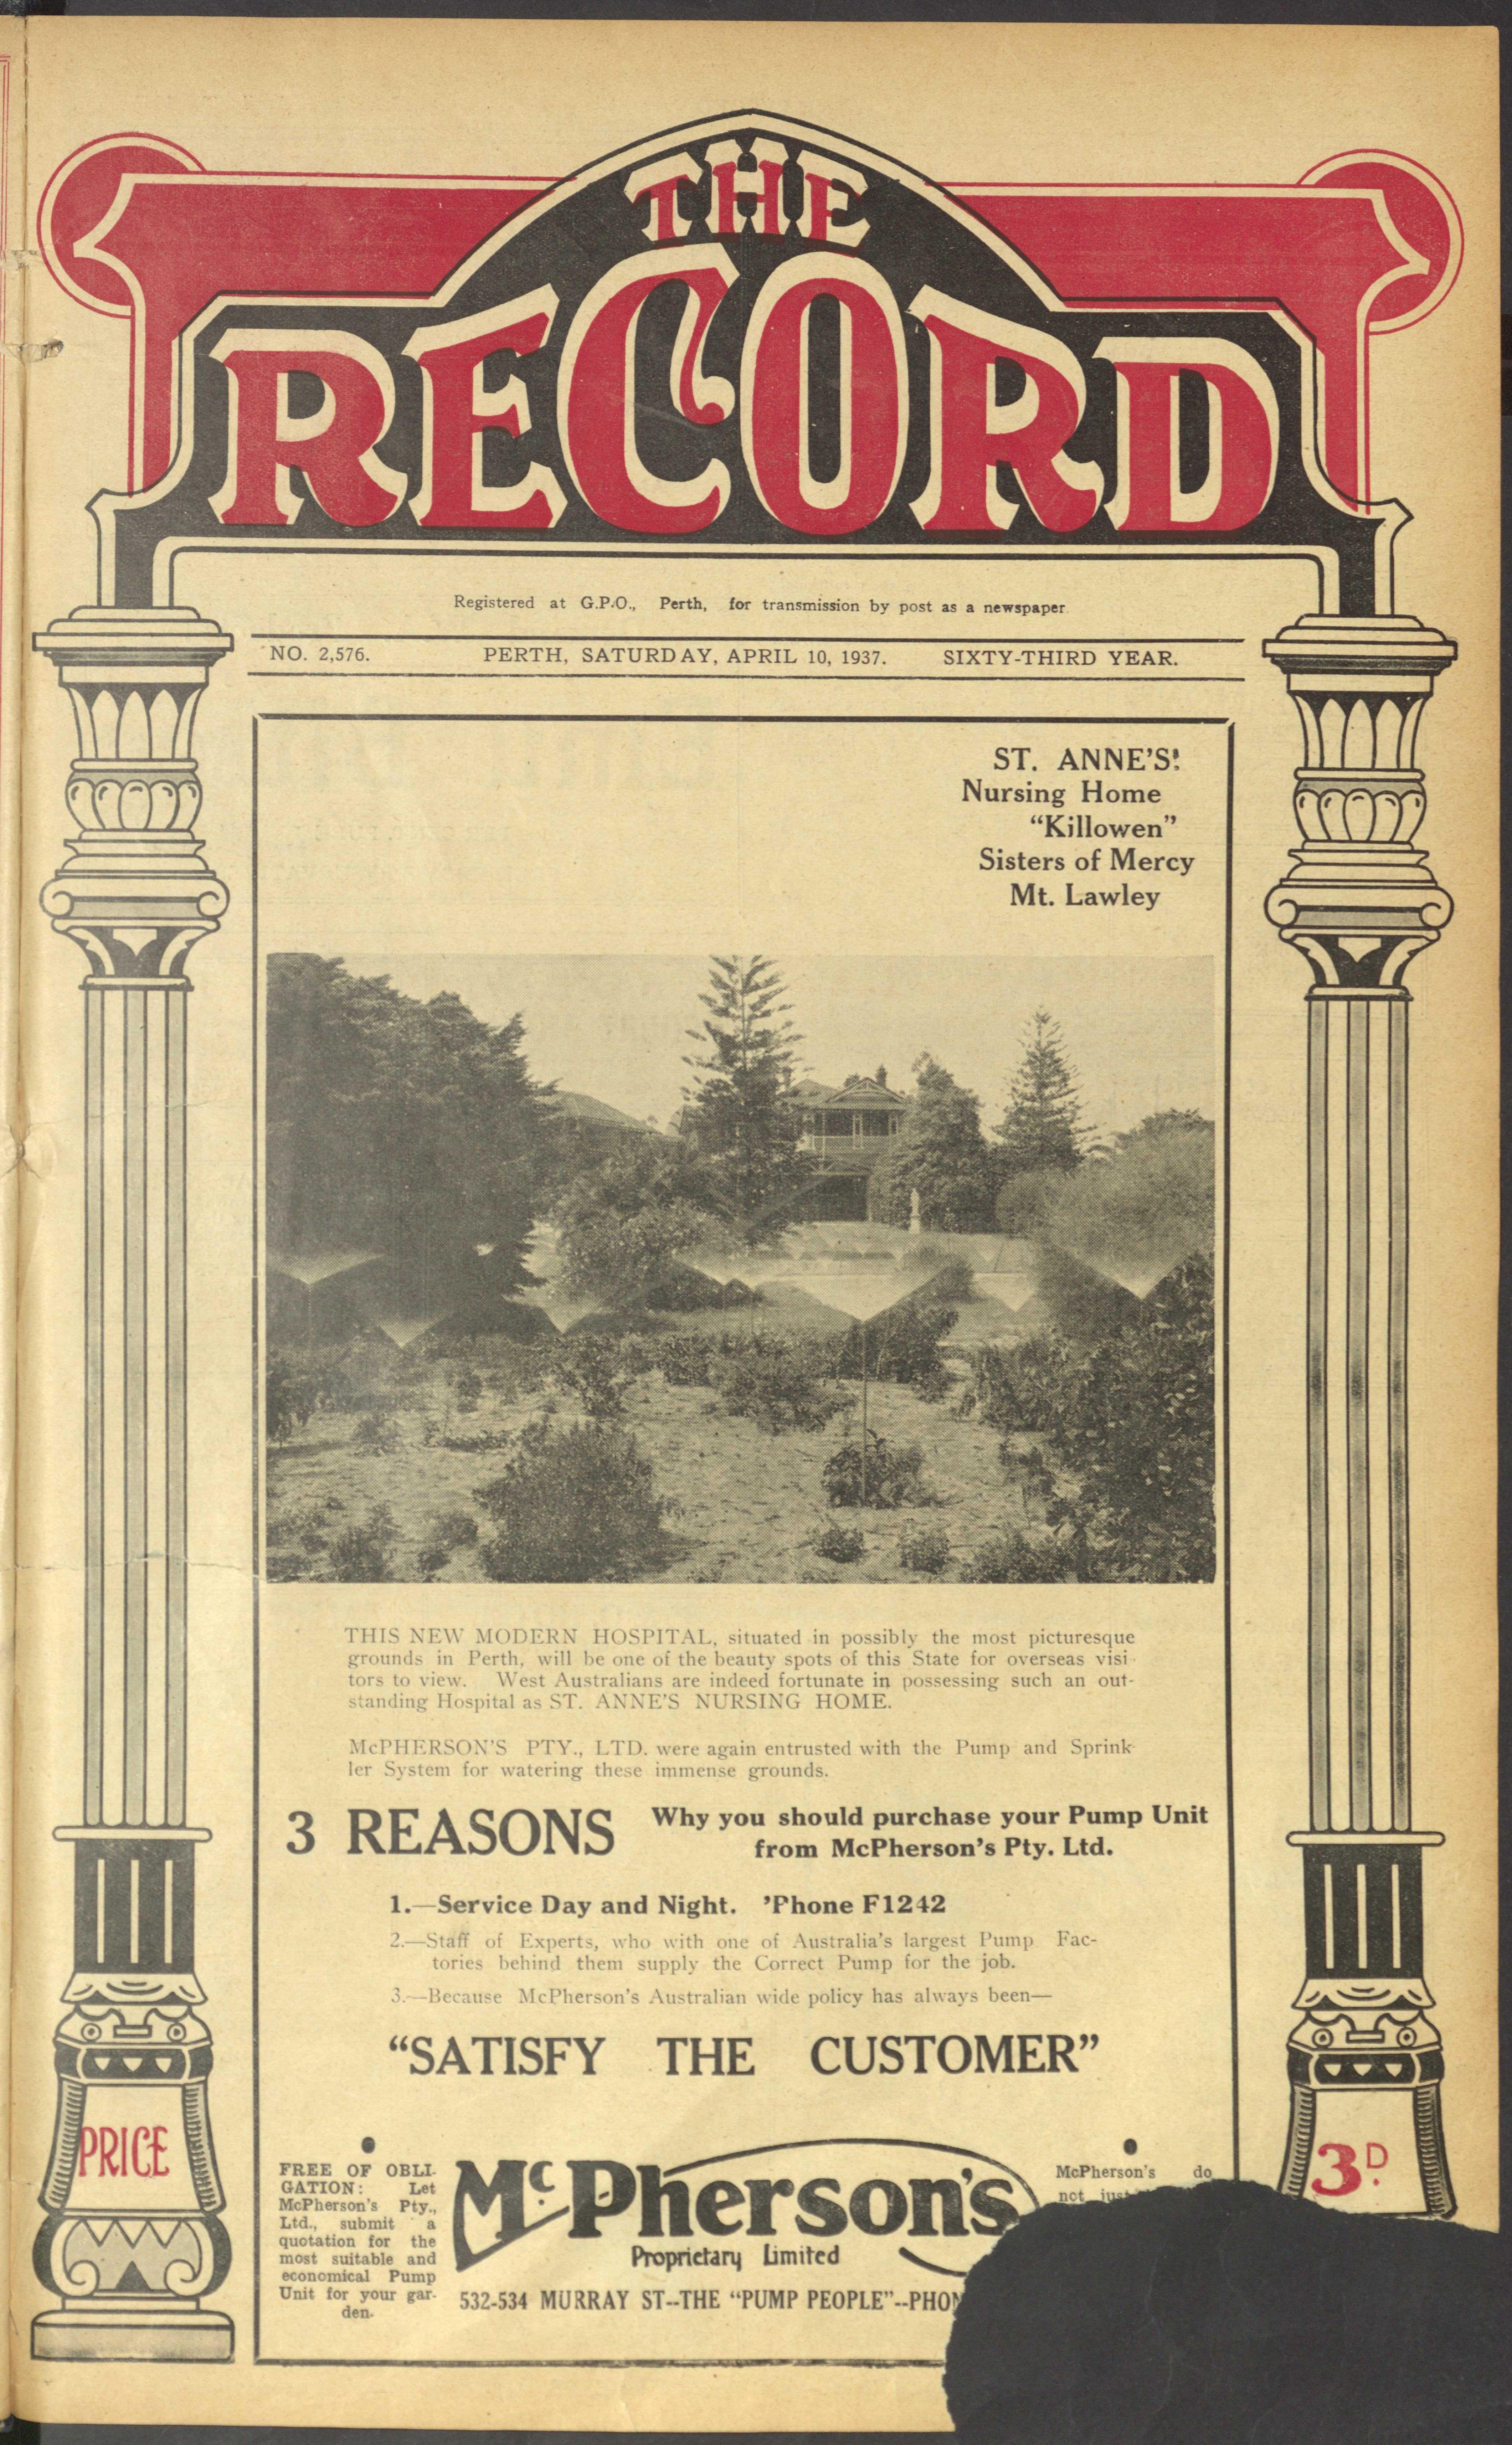 THE
RECORD
Registered at G.P.O., Perth, for transmission by post as a newspaper
NO. 2,576. PERTH, SATURDAY, APRIL 10, 1937. SIXTY-THIRD YEAR.
ST. ANNE'S!
Nursing Home
"Killowen"
Sisters of Mercy
Mt. Lawley
THIS NEW MODERN HOSPITAL, situated in possibly the most picturesque
grounds in Perth, will be one of the beauty spots of this State for overseas visi-
tors to view. West Australians are indeed fortunate in possessing such an out-
standing Hospital as ST. ANNE'S NURSING HOME.
McPHERSON'S PTY., LTD. were again entrusted with the Pump and Sprink-
ler System for watering these immense grounds.
3 REASONS Why you should purchase your Pump Unit
from McPherson's Pty. Ltd.
1.—Service Day and Night. 'Phone F1242
2.—Staff of Experts, who with one of Australia's largest Pump Fac-
tories behind them supply the Correct Pump for the job.
3.—Because McPherson's Australian wide policy has always been—
"SATISFY THE CUSTOMER"
PRICE
FREE OF OBLI-
GATION: Let
McPherson's Pty.,
Ltd., submit a
quotation for the
most suitable and
economical Pump
Unit for your gar-
den.
McPherson's
Proprietary Limited
532-534 MURRAY ST--THE "PUMP PEOPLE"--PHON
McPherson's do
not just
3D.